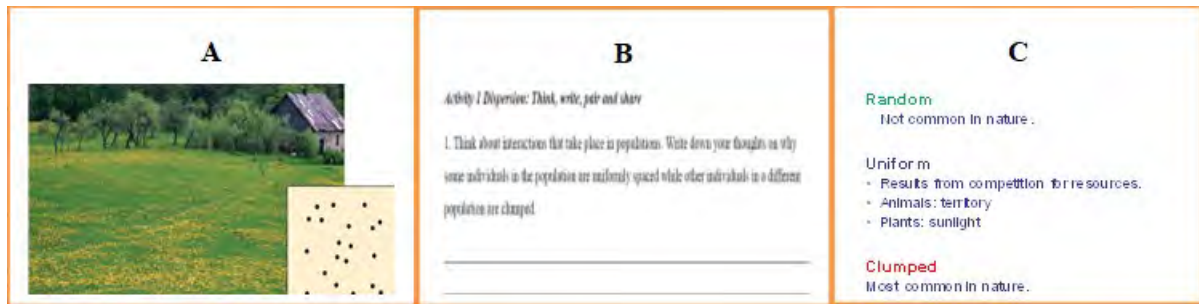 A
B
Activity 1 Dispersion: Think, write, pair and share
1. Think about interactions that take place in populations. Write down your thoughts on why
some individuals in the population are uniformly spaced while other individuals in a different
population are clumped.
C
Random
Not common in nature.
Uniform
• Results from competition for resources.
• Animals: territory
• Plants: sunlight
Clumped
Most common in nature.